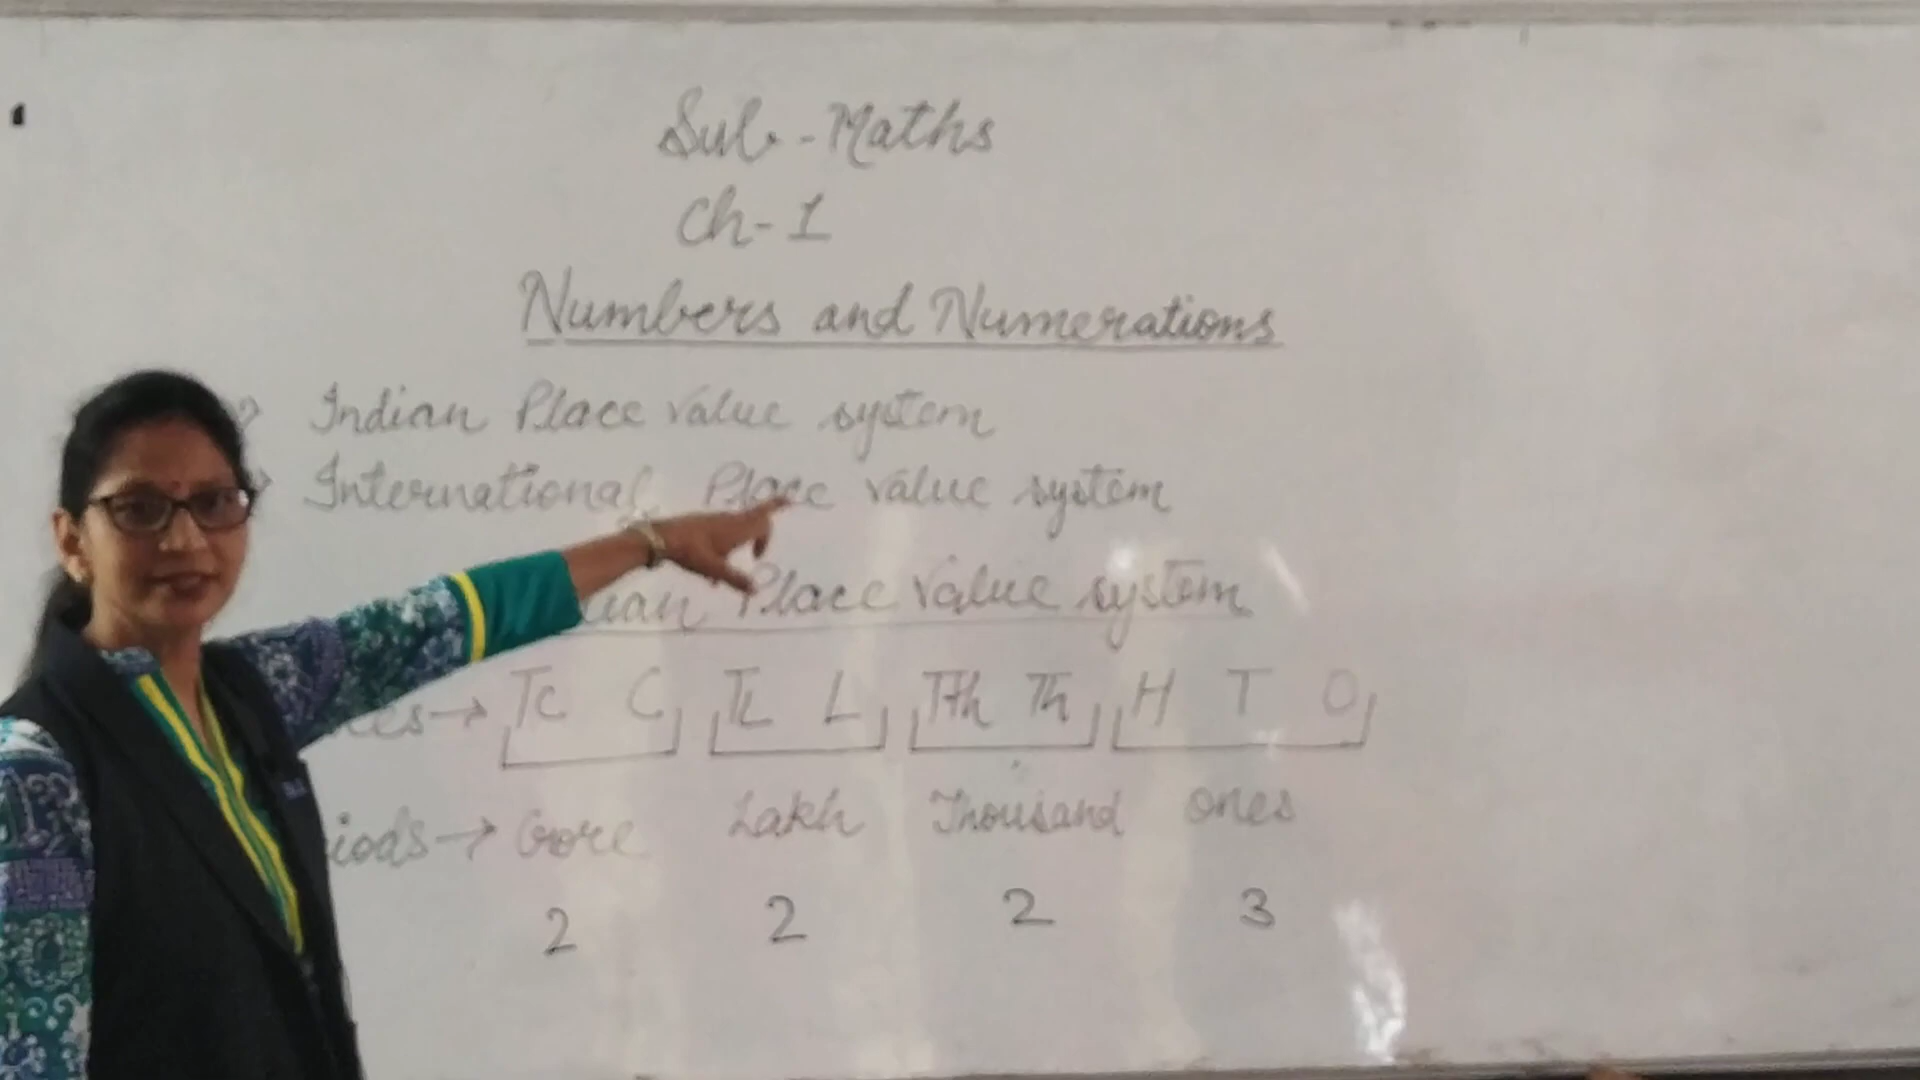 Sub - Maths
Ch - 1
Numbers and Numerations
Indian Place value system
International Place value system
Place Value system
→ TC C TL L Tth Th H T O
→ Crore Lakh Thousand ones
2 2 2 3